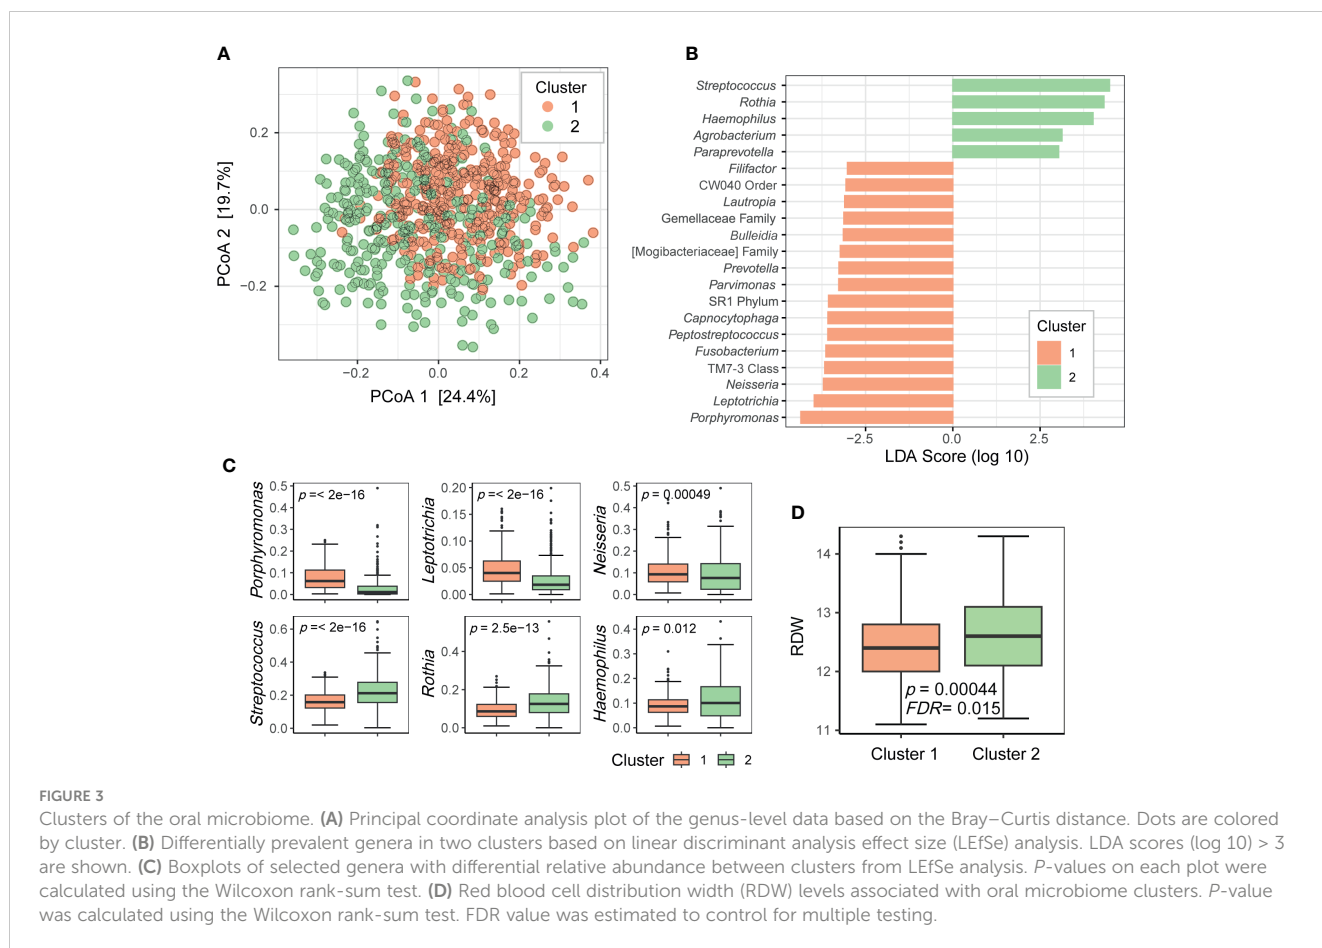 A
Cluster
1
2
0.2
0.0
−0.2
PCoA 2 [19.7%]
−0.2
0.0
0.2
0.4
PCoA 1 [24.4%]
B
Streptococcus
Rothia
Haemophilus
Agrobacterium
Paraprevotella
Filifactor
CW040 Order
Lautropia
Gemellaceae Family
Bulleidia
[Mogibacteriaceae] Family
Prevotella
Parvimonas
SR1 Phylum
Capnocytophaga
Peptostreptococcus
Fusobacterium
TM7-3 Class
Neisseria
Leptotrichia
Porphyromonas
Cluster
1
2
−2.5
0.0
2.5
LDA Score (log 10)
C
Porphyromonas
0.5
0.4
0.3
0.2
0.1
0.0
p =< 2e−16
Leptotrichia
0.20
0.15
0.10
0.05
0.00
p =< 2e−16
Neisseria
0.5
0.4
0.3
0.2
0.1
0.0
p = 0.00049
Streptococcus
0.6
0.4
0.2
0.0
p =< 2e−16
Rothia
0.4
0.2
0.0
p = 2.5e−13
Haemophilus
0.4
0.3
0.2
0.1
0.0
p = 0.012
Cluster 1 2
D
RDW
14
13
12
11
p = 0.00044
FDR= 0.015
Cluster 1
Cluster 2
FIGURE 3
Clusters of the oral microbiome. (A) Principal coordinate analysis plot of the genus-level data based on the Bray–Curtis distance. Dots are colored
by cluster. (B) Differentially prevalent genera in two clusters based on linear discriminant analysis effect size (LEfSe) analysis. LDA scores (log 10) > 3
are shown. (C) Boxplots of selected genera with differential relative abundance between clusters from LEfSe analysis. P-values on each plot were
calculated using the Wilcoxon rank-sum test. (D) Red blood cell distribution width (RDW) levels associated with oral microbiome clusters. P-value
was calculated using the Wilcoxon rank-sum test. FDR value was estimated to control for multiple testing.